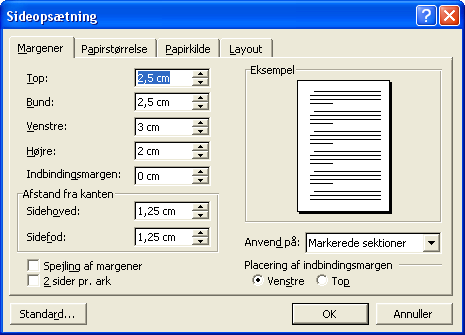 Sideopsætning
Margener Papirstørrelse Papirkilde Layout
Top: 2,5 cm
Bund: 2,5 cm
Venstre: 3 cm
Højre: 2 cm
Indbindingsmargen: 0 cm
Afstand fra kanten
Sidehoved: 1,25 cm
Sidefod: 1,25 cm
Spejling af margener
2 sider pr. ark
Eksempel
Anvend på: Markerede sektioner
Placering af indbindingsmargen
Venstre Top
Standard... OK Annuller